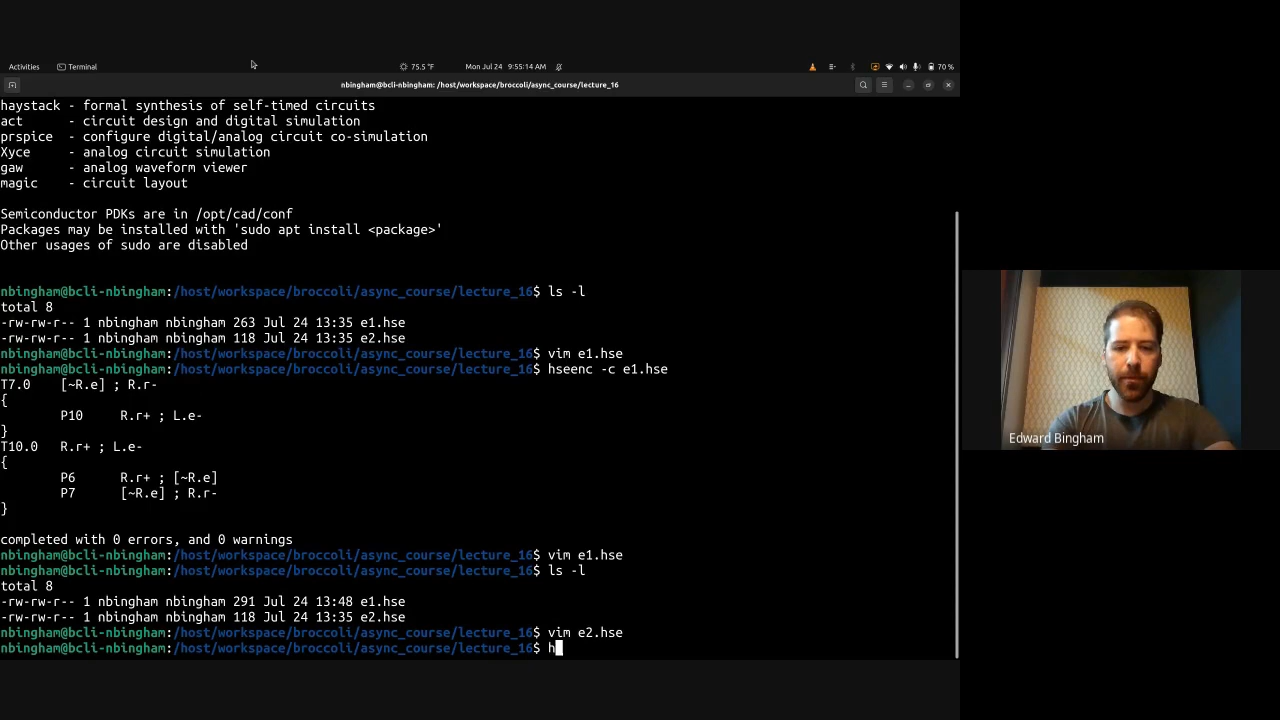 Activities Terminal 75.5 °F Mon Jul 24 9:55:14 AM 70 %
nbingham@bcli-nbingham: /host/workspace/broccoli/async_course/lecture_16
haystack - formal synthesis of self-timed circuits
act - circuit design and digital simulation
prspice - configure digital/analog circuit co-simulation
Xyce - analog circuit simulation
gaw - analog waveform viewer
magic - circuit layout
Semiconductor PDKs are in /opt/cad/conf
Packages may be installed with 'sudo apt install <package>'
Other usages of sudo are disabled
nbingham@bcli-nbingham:/host/workspace/broccoli/async_course/lecture_16$ ls -l
total 8
-rw-rw-r-- 1 nbingham nbingham 263 Jul 24 13:35 e1.hse
-rw-rw-r-- 1 nbingham nbingham 118 Jul 24 13:35 e2.hse
nbingham@bcli-nbingham:/host/workspace/broccoli/async_course/lecture_16$ vim e1.hse
nbingham@bcli-nbingham:/host/workspace/broccoli/async_course/lecture_16$ hseenc -c e1.hse
T7.0 [~R.e] ; R.r-
{
P10 R.r+ ; L.e-
}
T10.0 R.r+ ; L.e-
{
P6 R.r+ ; [~R.e]
P7 [~R.e] ; R.r-
}
completed with 0 errors, and 0 warnings
nbingham@bcli-nbingham:/host/workspace/broccoli/async_course/lecture_16$ vim e1.hse
nbingham@bcli-nbingham:/host/workspace/broccoli/async_course/lecture_16$ ls -l
total 8
-rw-rw-r-- 1 nbingham nbingham 291 Jul 24 13:48 e1.hse
-rw-rw-r-- 1 nbingham nbingham 118 Jul 24 13:35 e2.hse
nbingham@bcli-nbingham:/host/workspace/broccoli/async_course/lecture_16$ vim e2.hse
nbingham@bcli-nbingham:/host/workspace/broccoli/async_course/lecture_16$ h
Edward Bingham